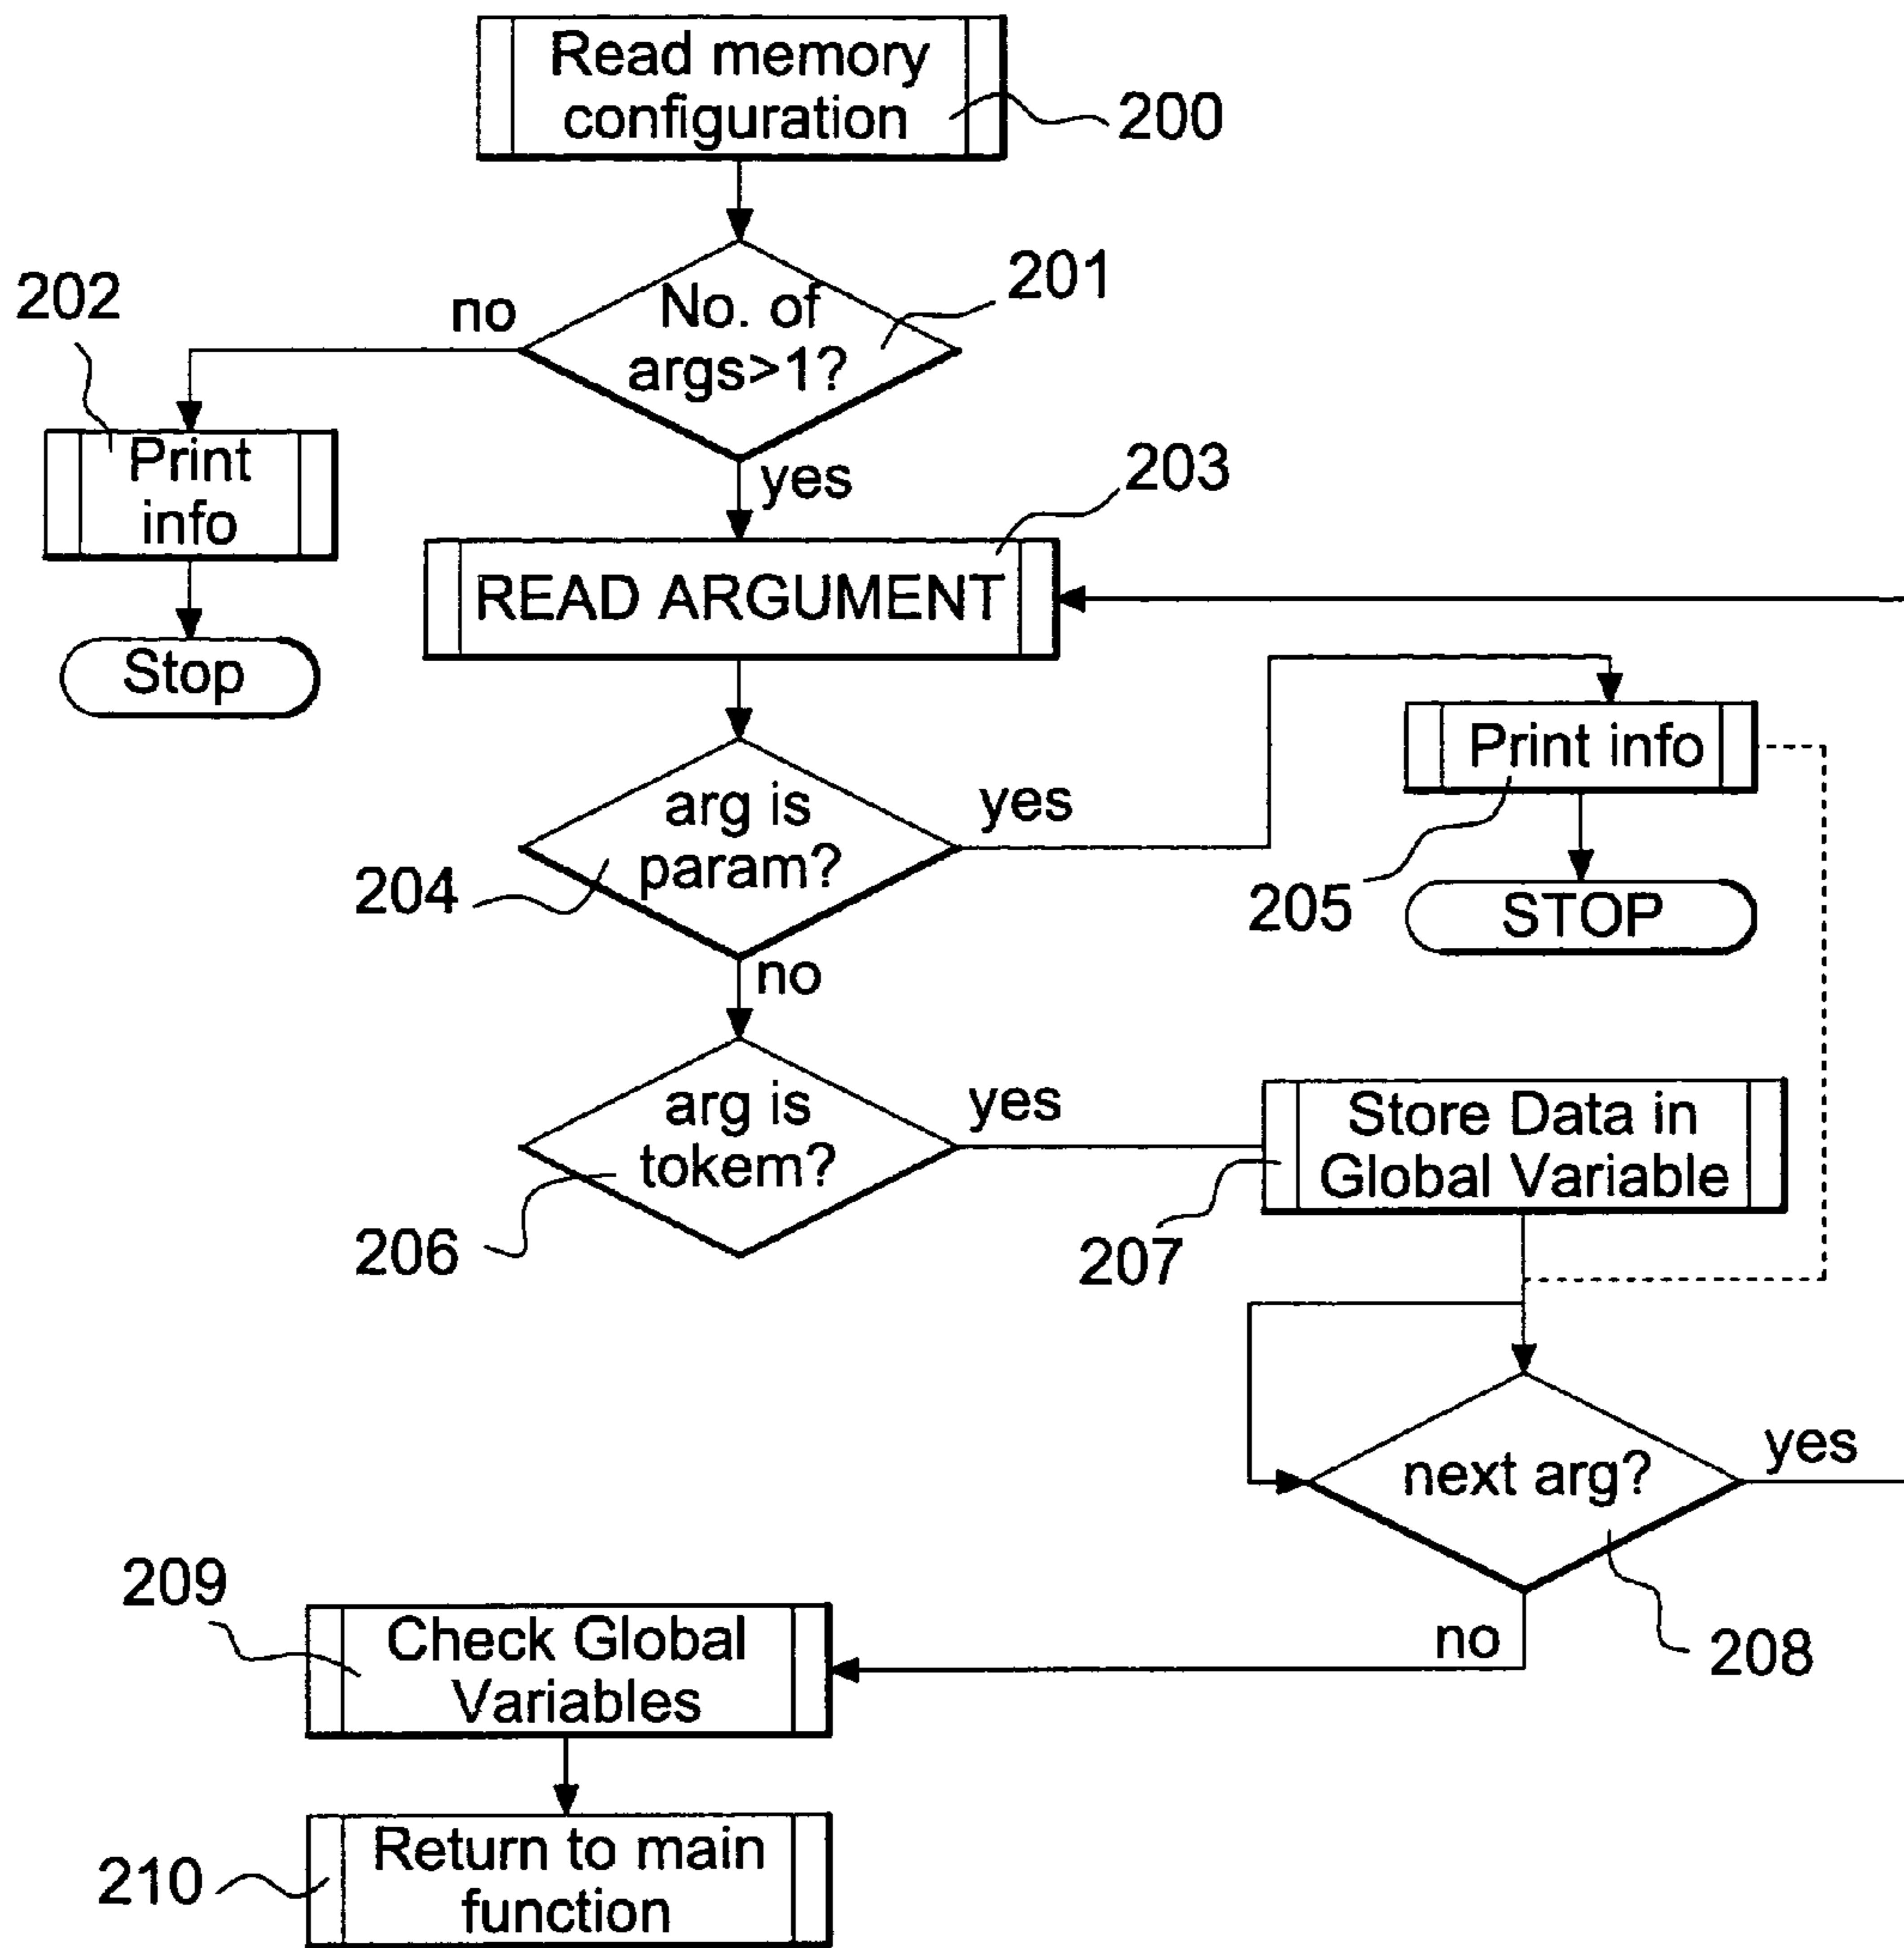 Read memory
configuration
200
201
No. of
args>1?
no
202
Print
info
Stop
yes
203
READ ARGUMENT
arg is
param?
yes
204
Print info
205
STOP
no
arg is
tokem?
yes
206
Store Data in
Global Variable
207
next arg?
yes
208
no
209
Check Global
Variables
210
Return to main
function